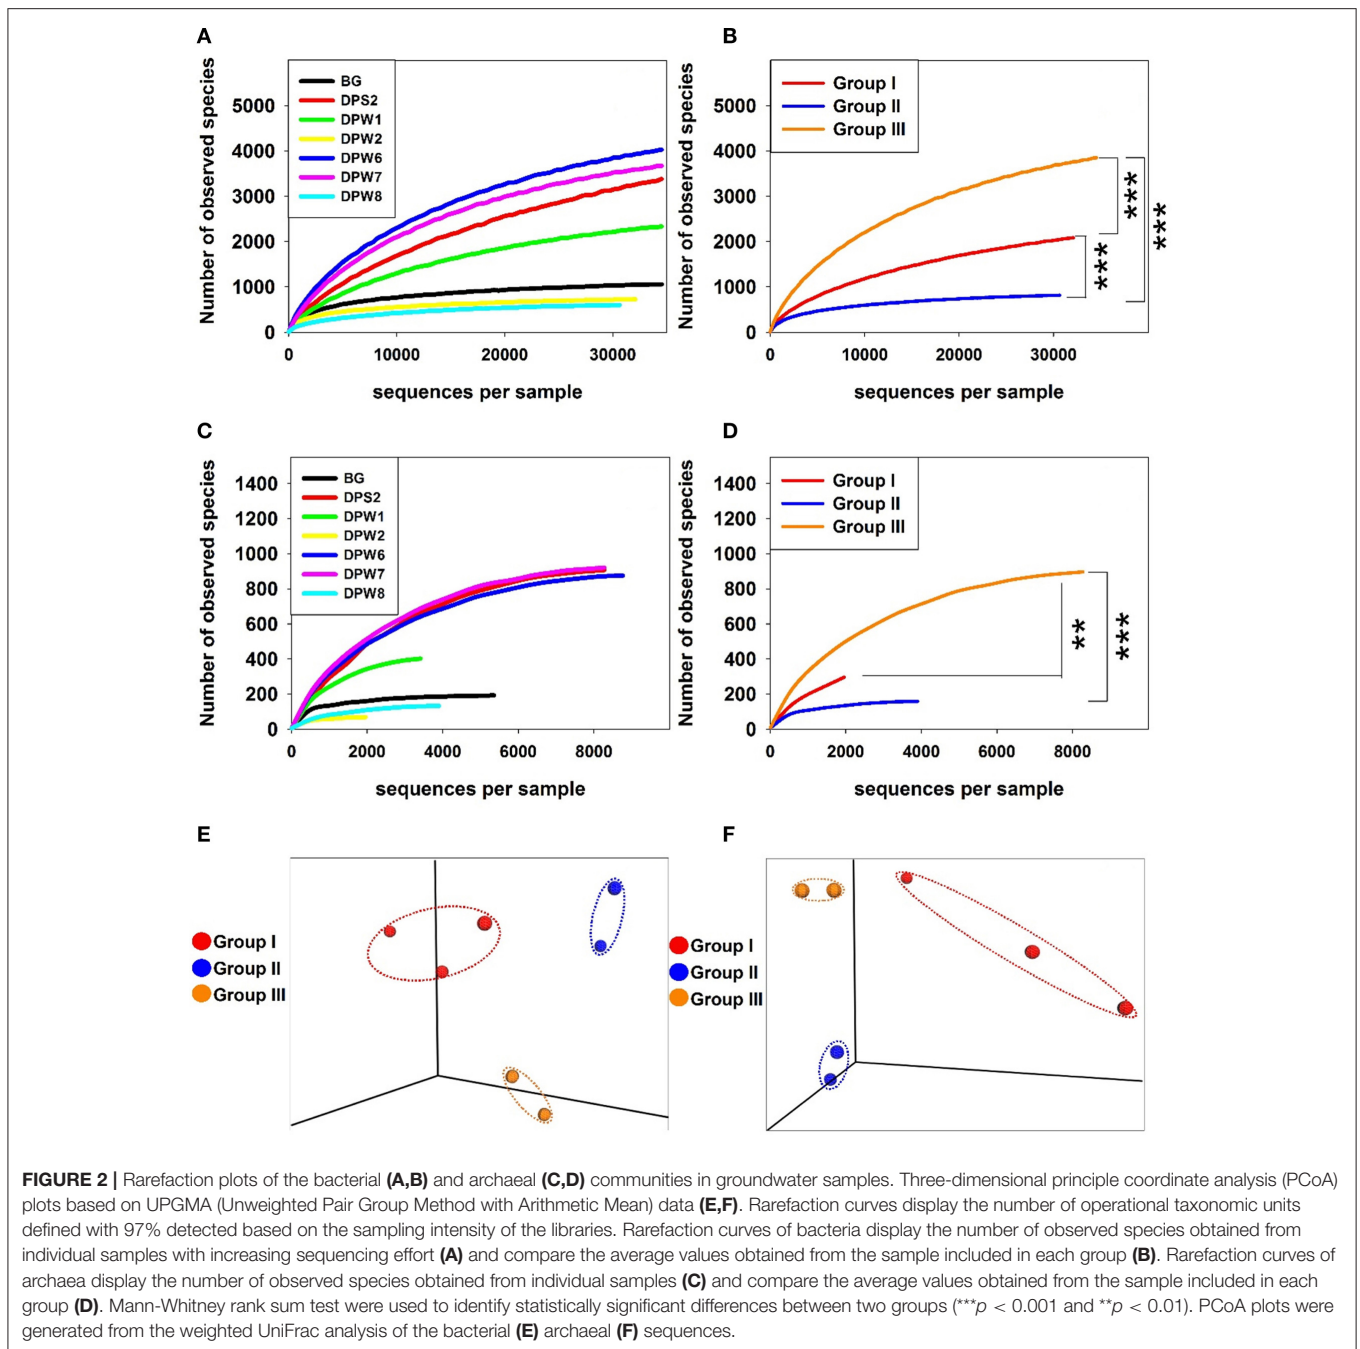 A
Number of observed species
5000
4000
3000
2000
1000
0
BG
DPS2
DPW1
DPW2
DPW6
DPW7
DPW8
0 10000 20000 30000
sequences per sample
B
Number of observed species
5000
4000
3000
2000
1000
0
Group I
Group II
Group III
***
***
***
0 10000 20000 30000
sequences per sample
C
Number of observed species
1400
1200
1000
800
600
400
200
0
BG
DPS2
DPW1
DPW2
DPW6
DPW7
DPW8
0 2000 4000 6000 8000
sequences per sample
D
Number of observed species
1400
1200
1000
800
600
400
200
0
Group I
Group II
Group III
**
***
0 2000 4000 6000 8000
sequences per sample
E
Group I
Group II
Group III
F
Group I
Group II
Group III
FIGURE 2 | Rarefaction plots of the bacterial (A,B) and archaeal (C,D) communities in groundwater samples. Three-dimensional principle coordinate analysis (PCoA)
plots based on UPGMA (Unweighted Pair Group Method with Arithmetic Mean) data (E,F). Rarefaction curves display the number of operational taxonomic units
defined with 97% detected based on the sampling intensity of the libraries. Rarefaction curves of bacteria display the number of observed species obtained from
individual samples with increasing sequencing effort (A) and compare the average values obtained from the sample included in each group (B). Rarefaction curves of
archaea display the number of observed species obtained from individual samples (C) and compare the average values obtained from the sample included in each
group (D). Mann-Whitney rank sum test were used to identify statistically significant differences between two groups (***p < 0.001 and **p < 0.01). PCoA plots were
generated from the weighted UniFrac analysis of the bacterial (E) archaeal (F) sequences.